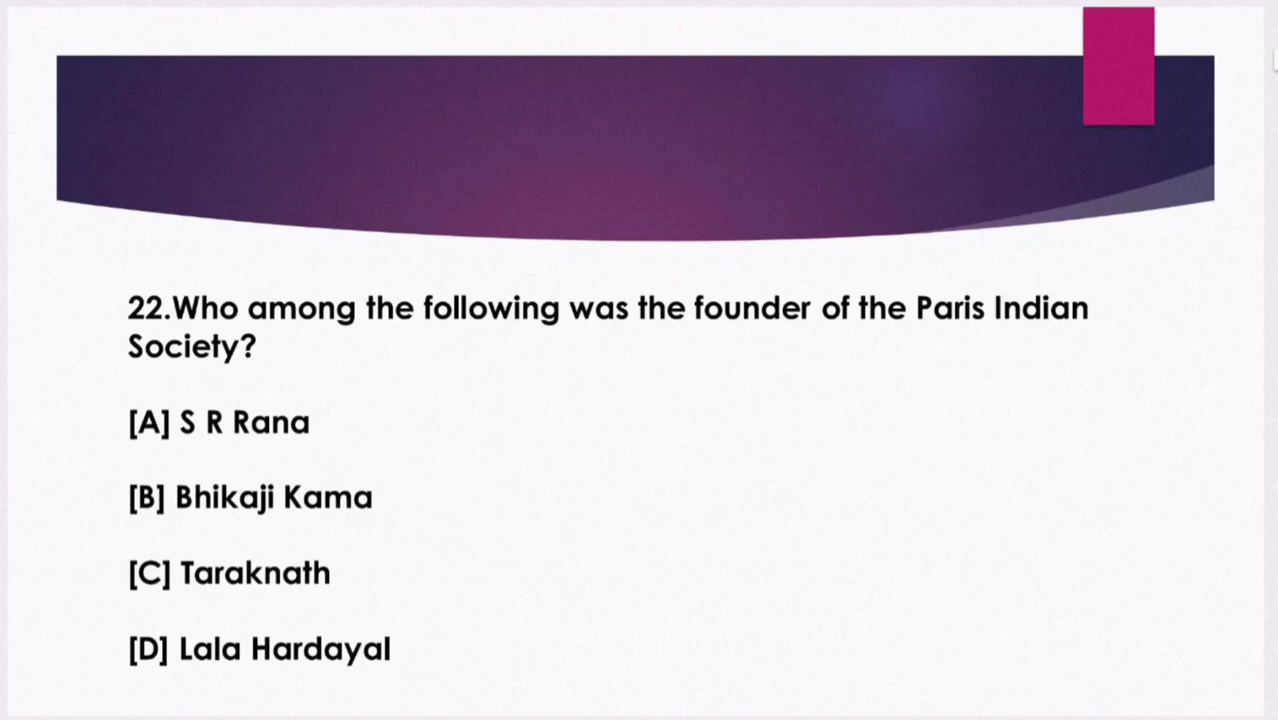 22.Who among the following was the founder of the Paris Indian
Society?
[A] S R Rana
[B] Bhikaji Kama
[C] Taraknath
[D] Lala Hardayal